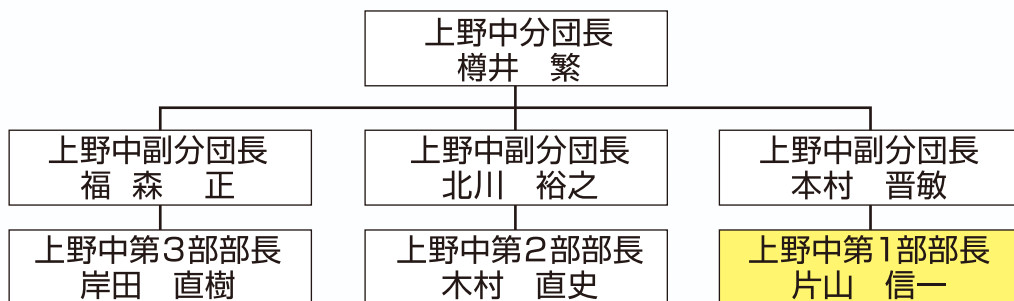 上野中分団長
樽井　繁
上野中副分団長
福　森　正
上野中副分団長
北川　裕之
上野中副分団長
本村　晋敏
上野中第3部部長
岸田　直樹
上野中第2部部長
木村　直史
上野中第1部部長
片山　信一